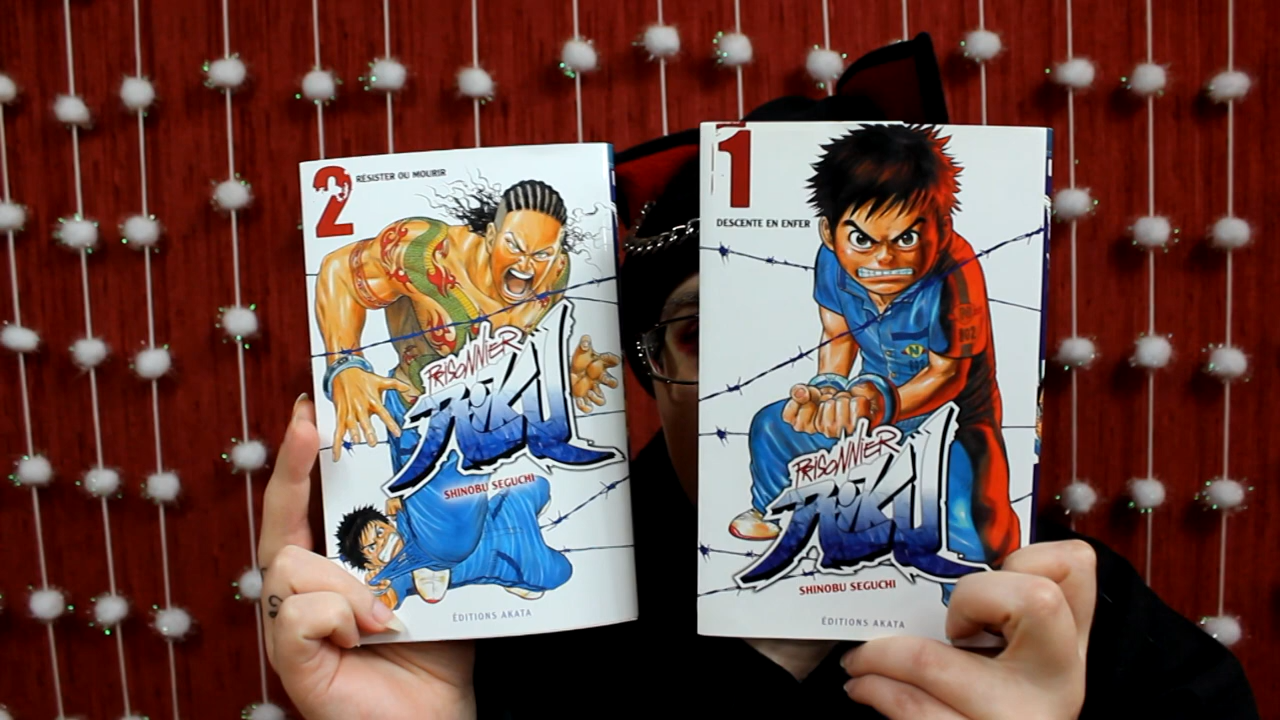 2
RÉSISTER OU MOURIR
PRISONNIER
RIKU
SHINOBU SEGUCHI
ÉDITIONS AKATA
1
DESCENTE EN ENFER
802
PRISONNIER
RIKU
SHINOBU SEGUCHI
ÉDITIONS AKATA